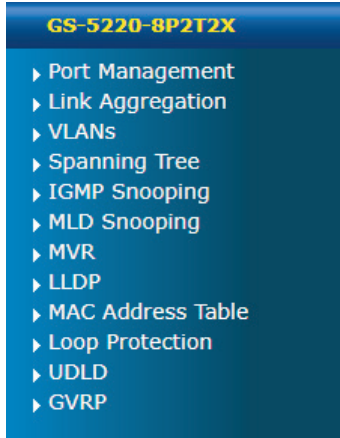 GS-5220-8P2T2X
Port Management
Link Aggregation
VLANs
Spanning Tree
IGMP Snooping
MLD Snooping
MVR
LLDP
MAC Address Table
Loop Protection
UDLD
GVRP